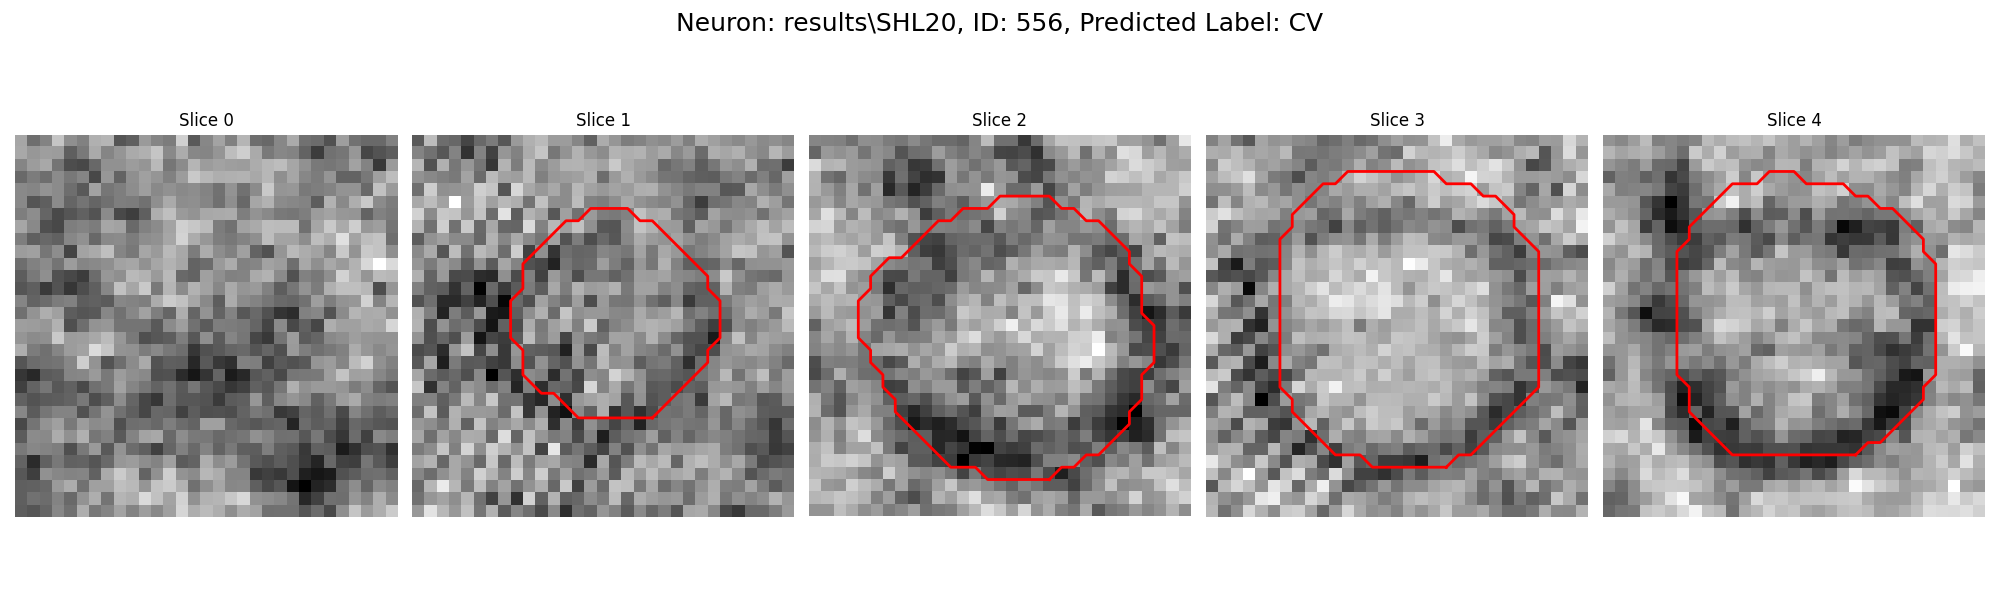 Neuron: results\SHL20, ID: 556, Predicted Label: CV
Slice 0
Slice 1
Slice 2
Slice 3
Slice 4